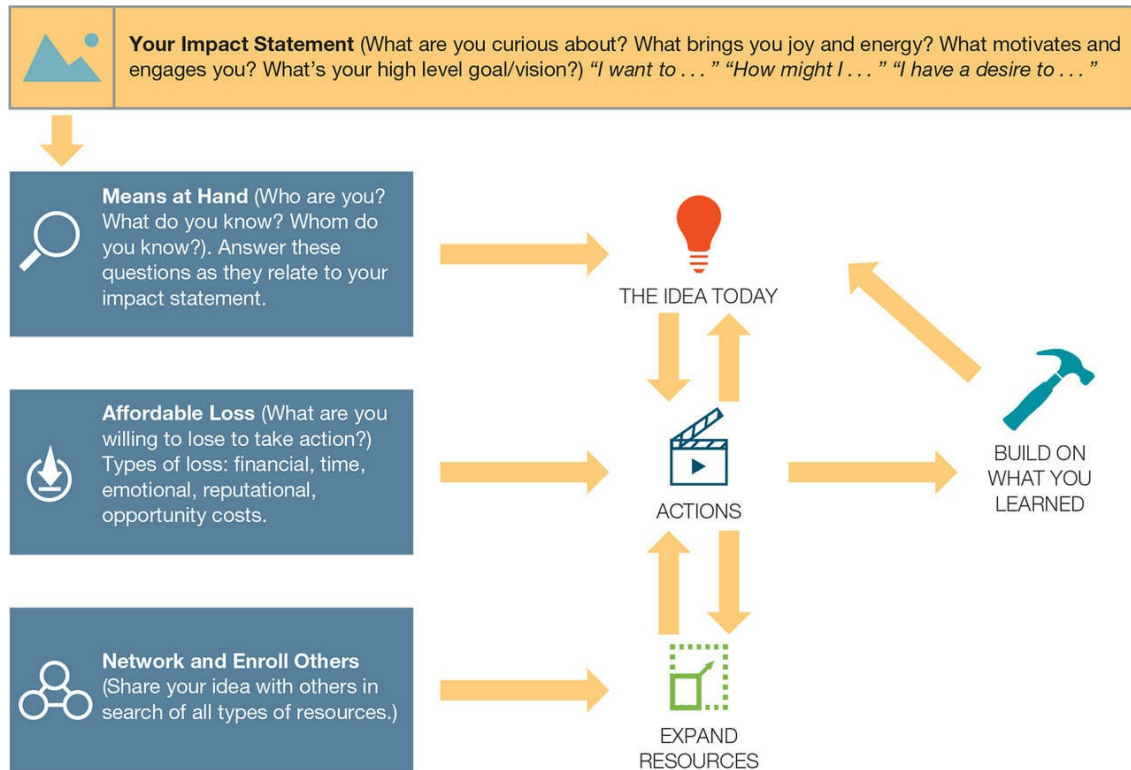 Your Impact Statement (What are you curious about? What brings you joy and energy? What motivates and
engages you? What’s your high level goal/vision?) “I want to . . . ” “How might I . . . ” “I have a desire to . . . ”
Means at Hand (Who are you?
What do you know? Whom do
you know?). Answer these
questions as they relate to your
impact statement.
THE IDEA TODAY
Affordable Loss (What are you
willing to lose to take action?)
Types of loss: financial, time,
emotional, reputational,
opportunity costs.
ACTIONS
BUILD ON
WHAT YOU
LEARNED
Network and Enroll Others
(Share your idea with others in
search of all types of resources.)
EXPAND
RESOURCES